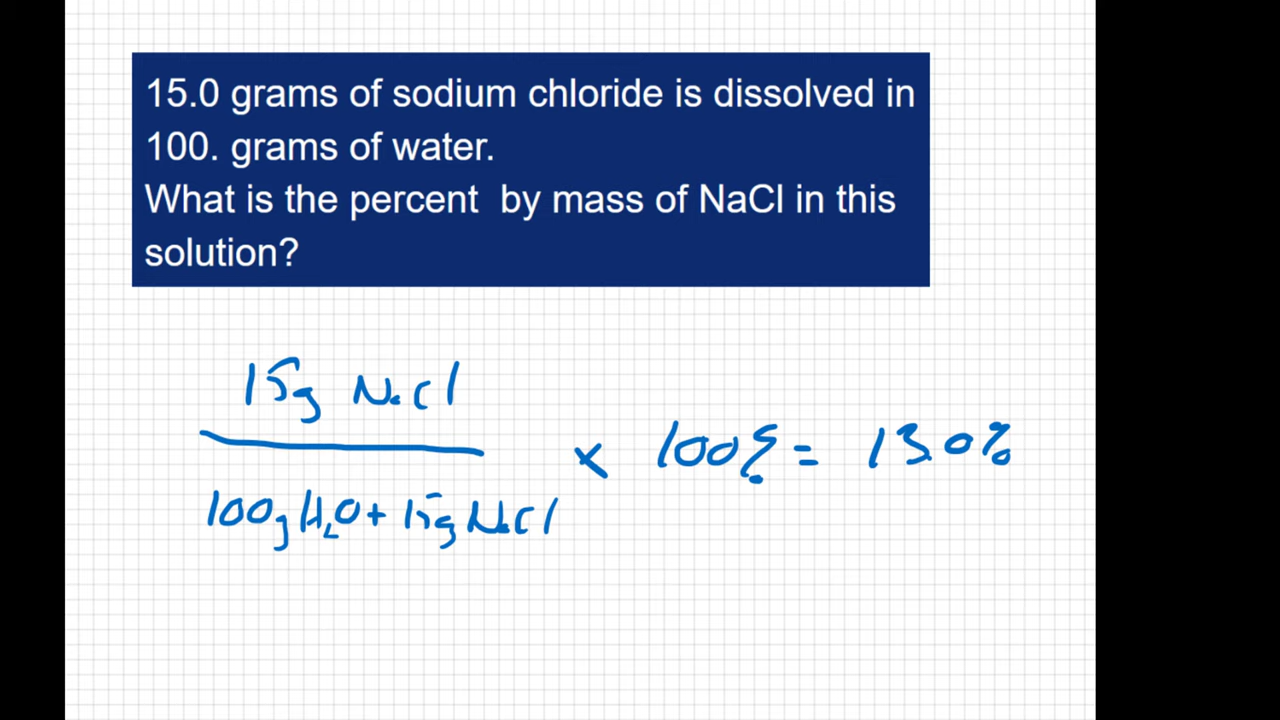 15.0 grams of sodium chloride is dissolved in
100. grams of water.
What is the percent by mass of NaCl in this
solution?
15g NaCl
x 100% = 13.0%
100g H₂O + 15g NaCl